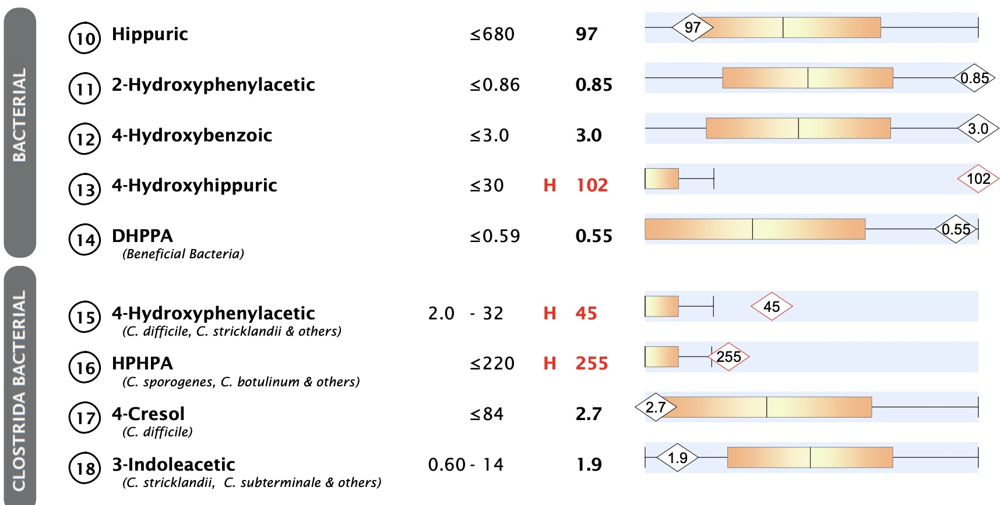 BACTERIAL
10 Hippuric ≤680 97 97
11 2-Hydroxyphenylacetic ≤0.86 0.85 0.85
12 4-Hydroxybenzoic ≤3.0 3.0 3.0
13 4-Hydroxyhippuric ≤30 H 102 102
14 DHPPA ≤0.59 0.55 0.55
(Beneficial Bacteria)
CLOSTRIDA BACTERIAL
15 4-Hydroxyphenylacetic 2.0 - 32 H 45 45
(C. difficile, C. stricklandii & others)
16 HPHPA ≤220 H 255 255
(C. sporogenes, C. botulinum & others)
17 4-Cresol ≤84 2.7 2.7
(C. difficile)
18 3-Indoleacetic 0.60 - 14 1.9 1.9
(C. stricklandii, C. subterminale & others)